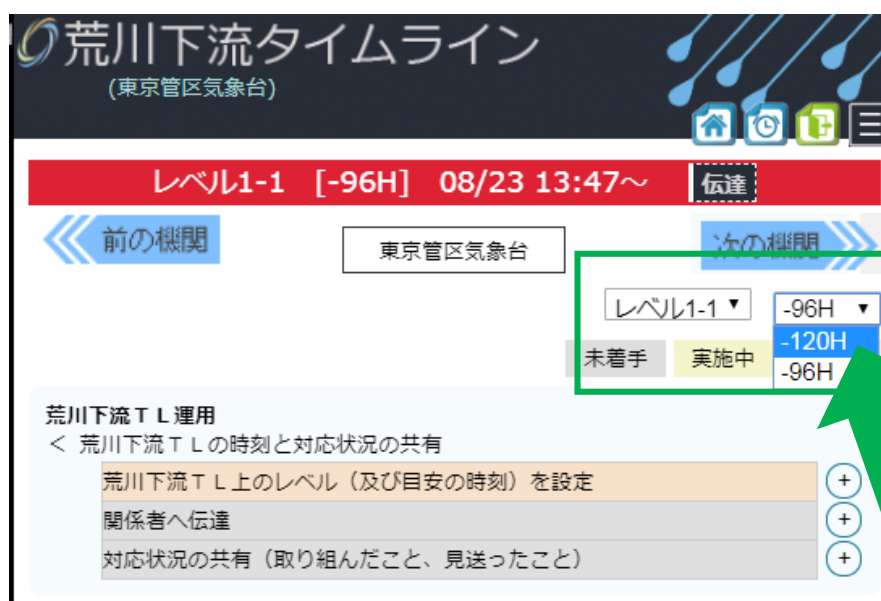 荒川下流タイムライン
(東京管区気象台)
レベル1-1 [-96H] 08/23 13:47～ 伝達
前の機関 東京管区気象台 次の機関
レベル1-1 ▼ -96H ▼
-120H
未着手 実施中 -96H
荒川下流ＴＬ運用
< 荒川下流ＴＬの時刻と対応状況の共有
荒川下流ＴＬ上のレベル（及び目安の時刻）を設定 +
関係者へ伝達 +
対応状況の共有（取り組んだこと、見送ったこと） +